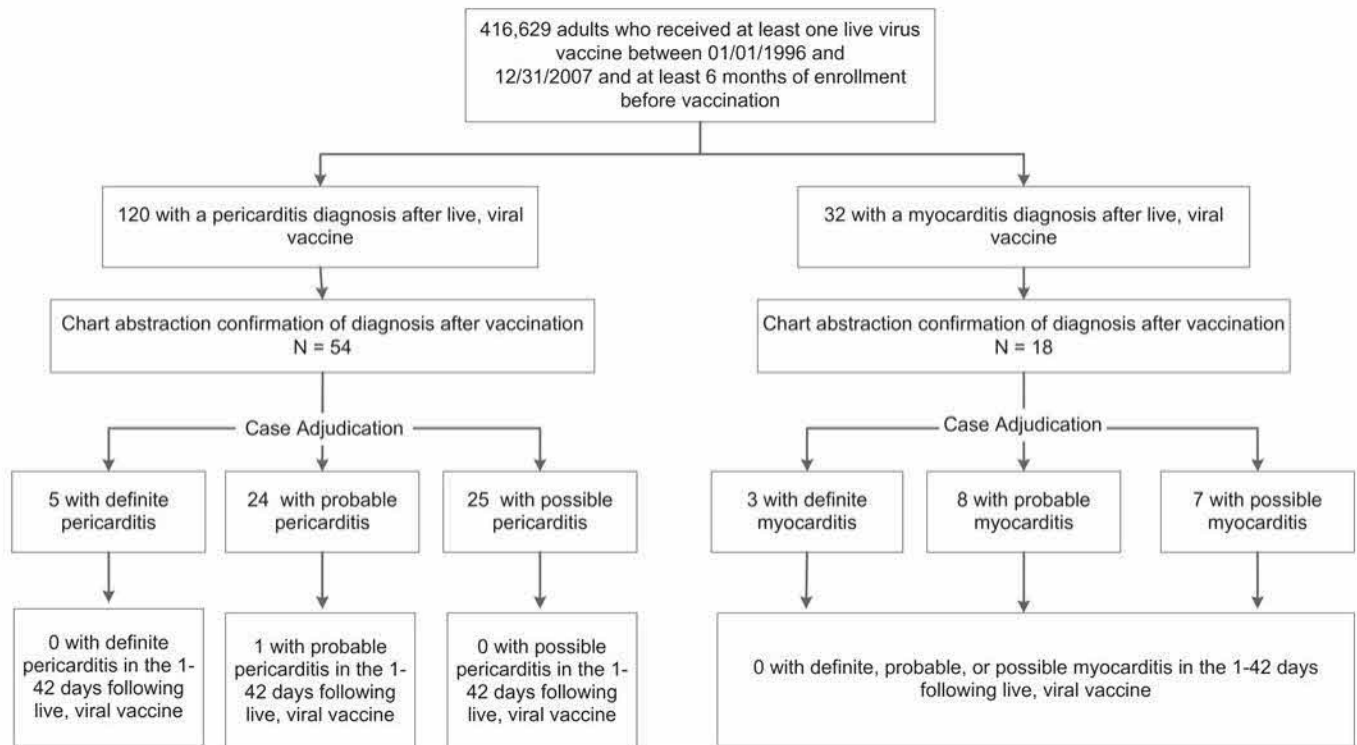 416,629 adults who received at least one live virus
vaccine between 01/01/1996 and
12/31/2007 and at least 6 months of enrollment
before vaccination
120 with a pericarditis diagnosis after live, viral
vaccine
32 with a myocarditis diagnosis after live, viral
vaccine
Chart abstraction confirmation of diagnosis after vaccination
N = 54
Chart abstraction confirmation of diagnosis after vaccination
N = 18
Case Adjudication
Case Adjudication
5 with definite
pericarditis
24 with probable
pericarditis
25 with possible
pericarditis
3 with definite
myocarditis
8 with probable
myocarditis
7 with possible
myocarditis
0 with definite
pericarditis in the 1-
42 days following
live, viral vaccine
1 with probable
pericarditis in the 1-
42 days following
live, viral vaccine
0 with possible
pericarditis in the 1-
42 days following
live, viral vaccine
0 with definite, probable, or possible myocarditis in the 1-42 days
following live, viral vaccine